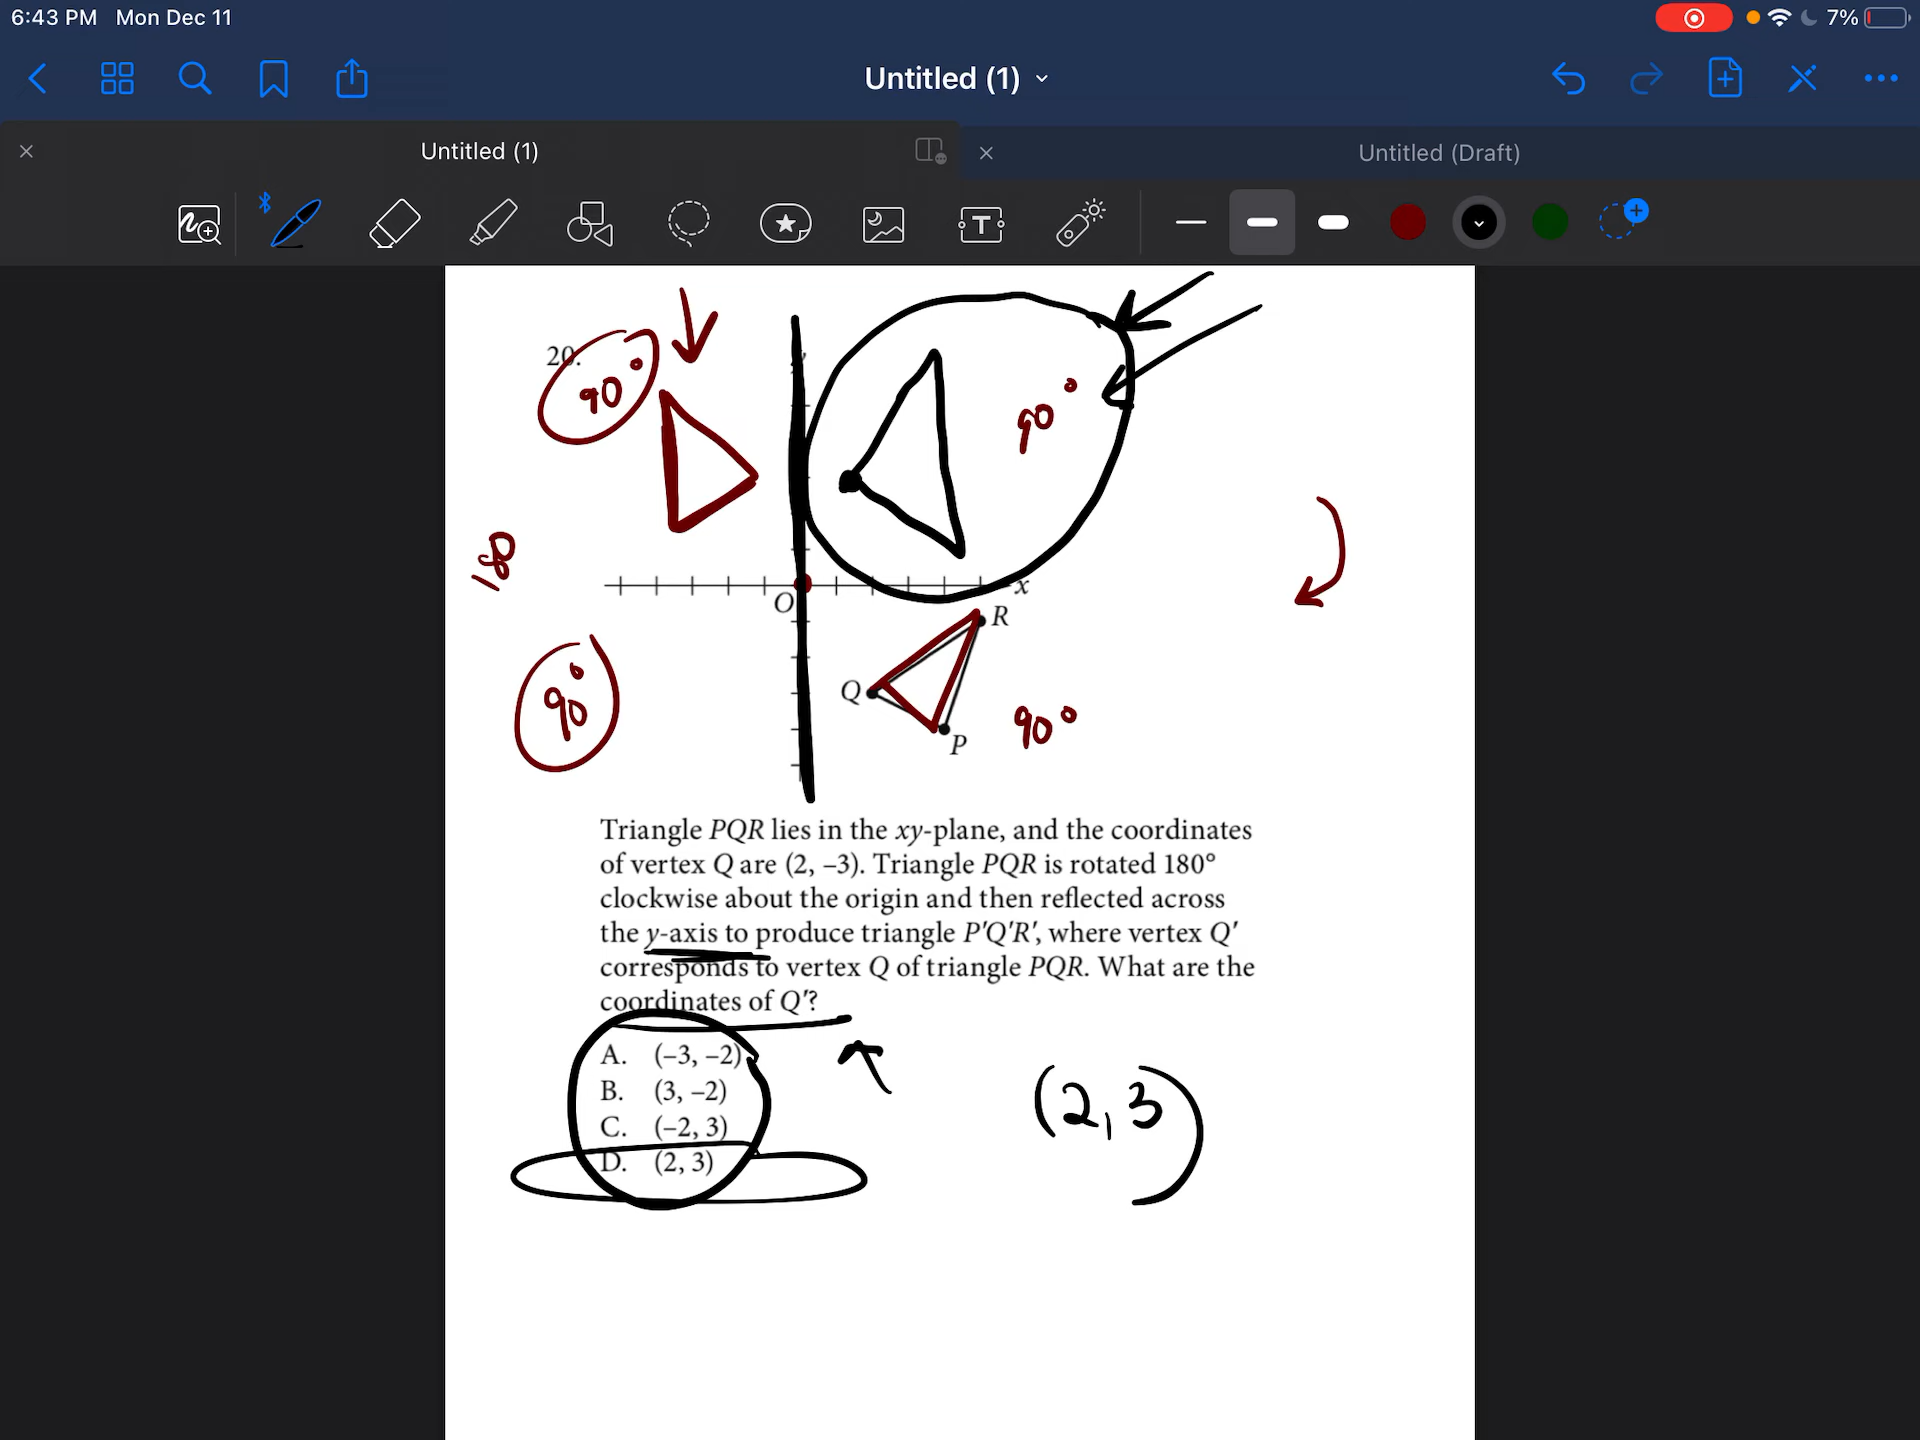 6:43 PM Mon Dec 11
7%
Untitled (1)
Untitled (1)
Untitled (Draft)
T
20.
90°
90°
180
O
x
R
Q
P
90°
90°
Triangle PQR lies in the xy-plane, and the coordinates
of vertex Q are (2, –3). Triangle PQR is rotated 180°
clockwise about the origin and then reflected across
the y-axis to produce triangle P′Q′R′, where vertex Q′
corresponds to vertex Q of triangle PQR. What are the
coordinates of Q′?
A. (–3, –2)
B. (3, –2)
C. (–2, 3)
D. (2, 3)
(2, 3)